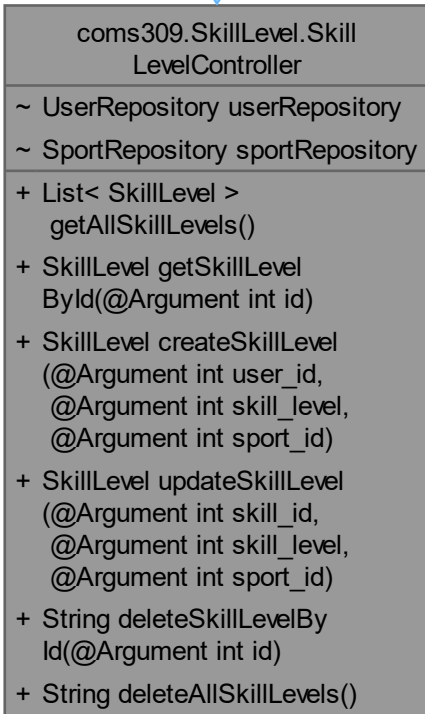 coms309.SkillLevel.Skill
LevelController
~ UserRepository userRepository
~ SportRepository sportRepository
+ List< SkillLevel >
getAllSkillLevels()
+ SkillLevel getSkillLevel
ById(@Argument int id)
+ SkillLevel createSkillLevel
(@Argument int user_id,
@Argument int skill_level,
@Argument int sport_id)
+ SkillLevel updateSkillLevel
(@Argument int skill_id,
@Argument int skill_level,
@Argument int sport_id)
+ String deleteSkillLevelBy
Id(@Argument int id)
+ String deleteAllSkillLevels()